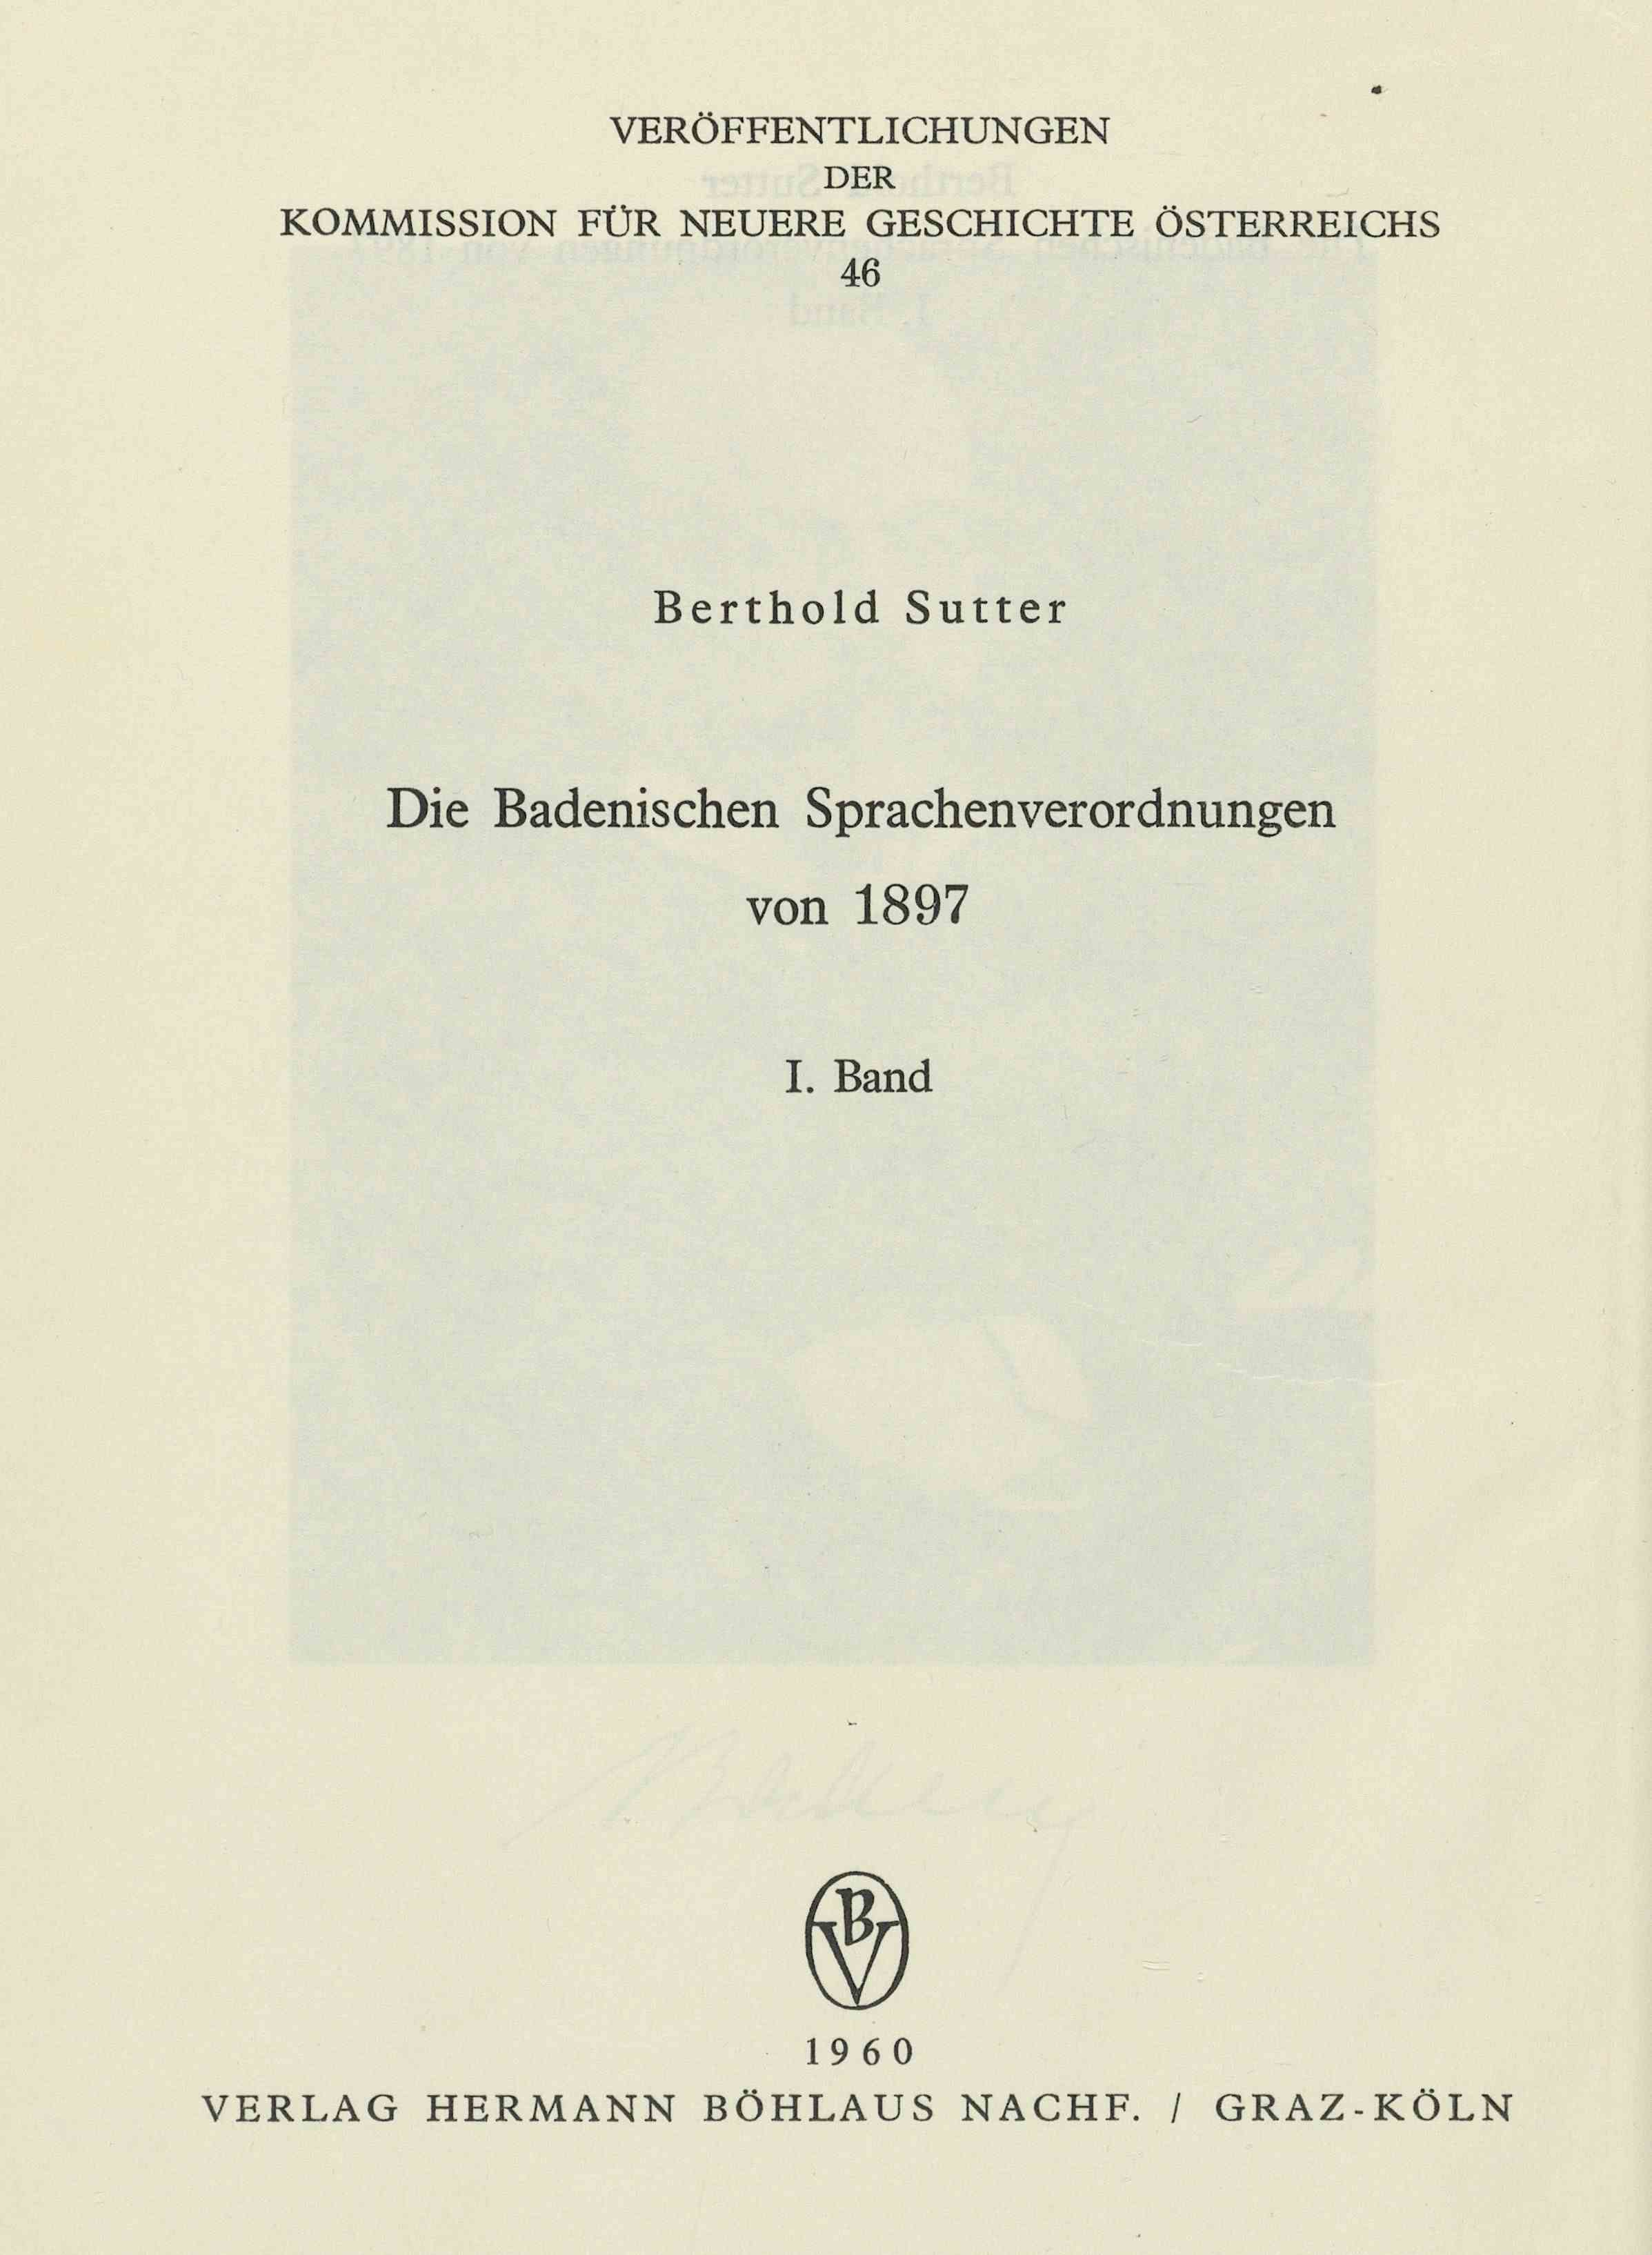 VERÖFFENTLICHUNGEN
DER
KOMMISSION FÜR NEUERE GESCHICHTE ÖSTERREICHS
46
Berthold Sutter
Die Badenischen Sprachenverordnungen
von 1897
I. Band
BV
1960
VERLAG HERMANN BÖHLAUS NACHF. / GRAZ-KÖLN